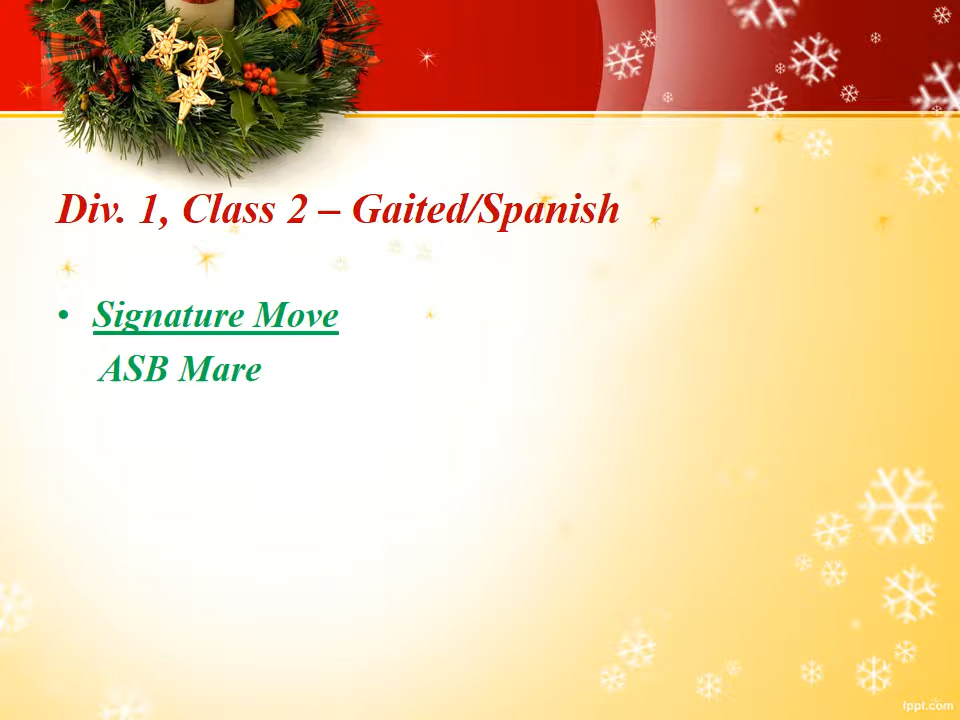 Div. 1, Class 2 – Gaited/Spanish
• Signature Move
ASB Mare
fppt.com